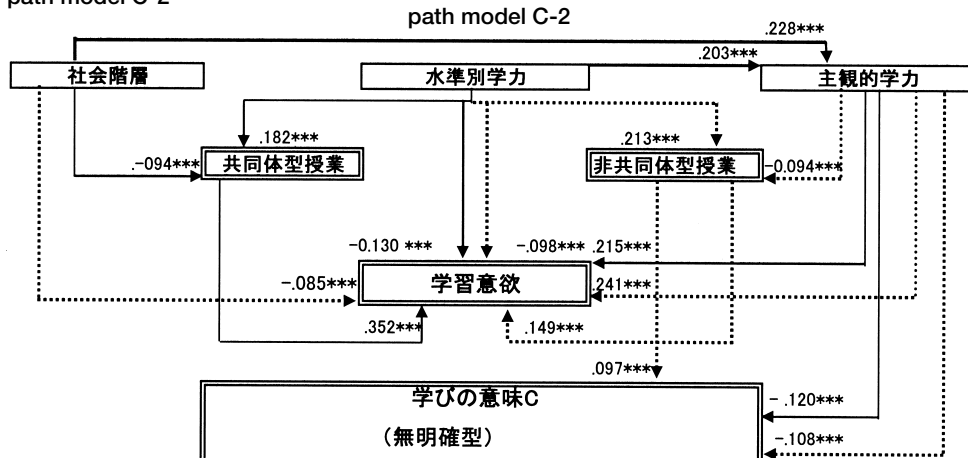 path model C-2
path model C-2
.228***
.203***
社会階層
水準別学力
主観的学力
.182***
.213***
.-094***
共同体型授業
非共同体型授業
-0.094***
-0.130 ***
-.098***
.215***
-.085***
学習意欲
.241***
.352***
.149***
.097***
学びの意味C
- .120***
（無明確型）
-.108***